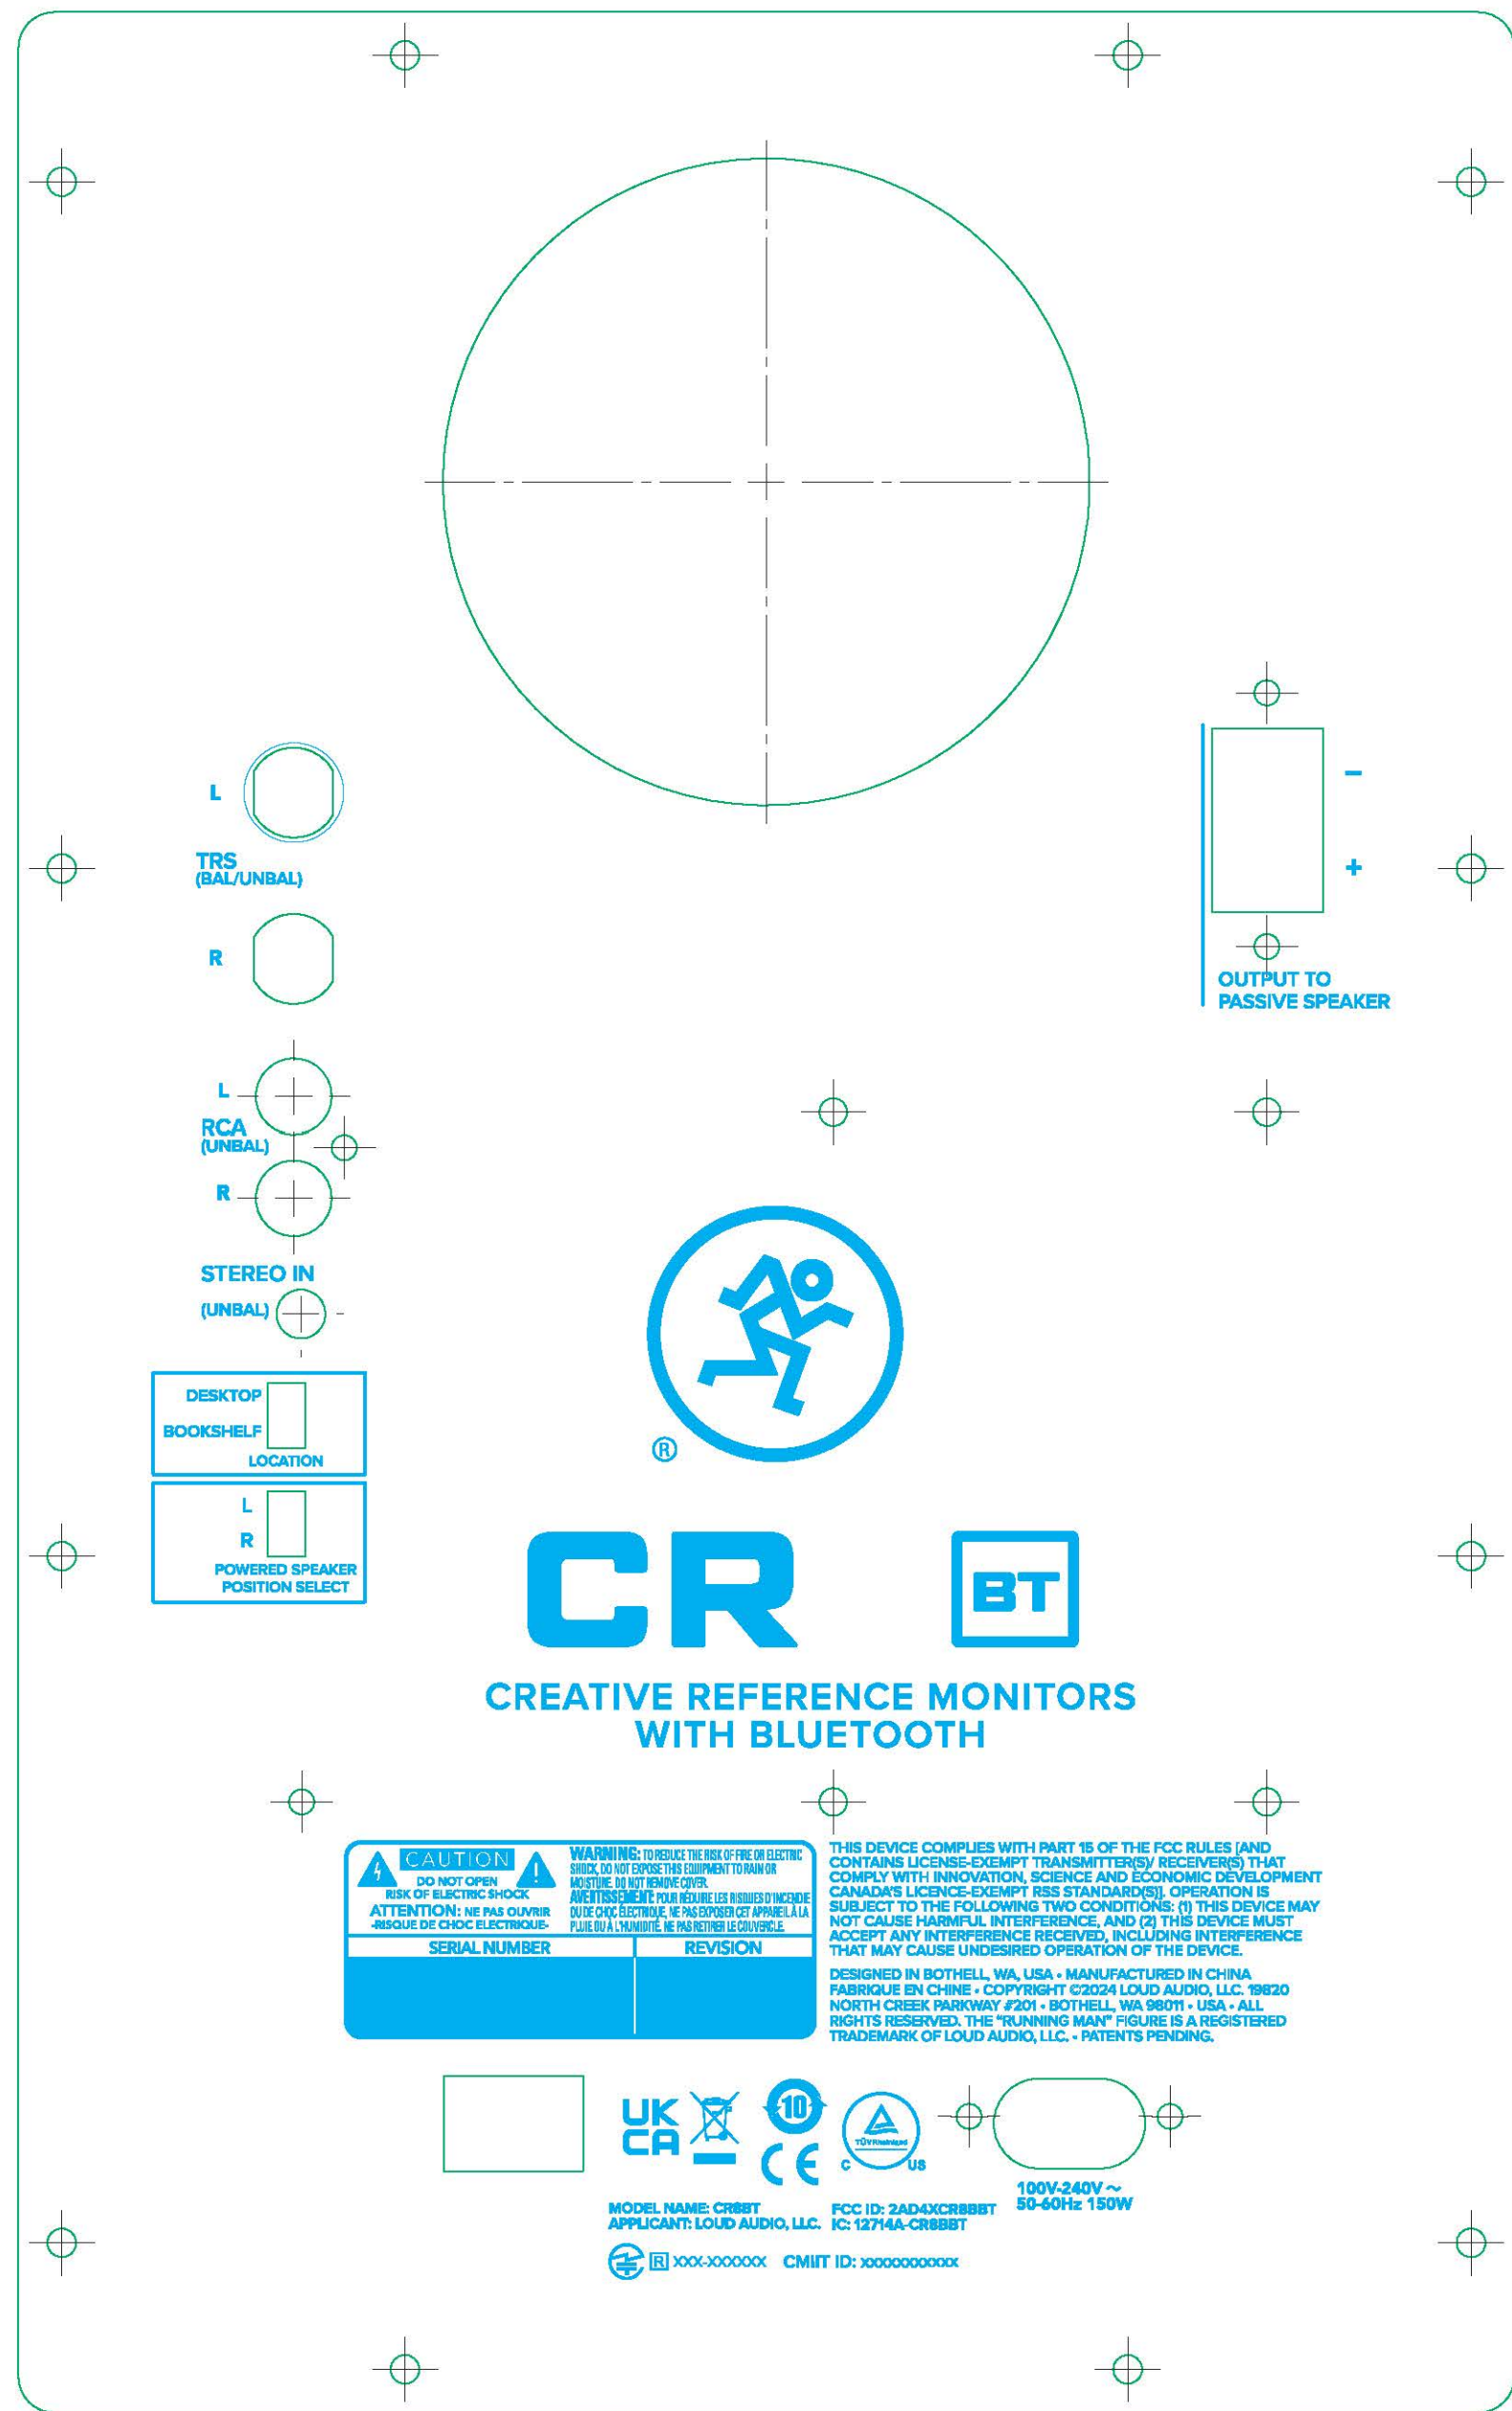 L
TRS
(BAL/UNBAL)
R
−
+
OUTPUT TO
PASSIVE SPEAKER
L
RCA
(UNBAL)
R
STEREO IN
(UNBAL)
DESKTOP
BOOKSHELF
LOCATION
L
R
POWERED SPEAKER
POSITION SELECT
®
CR BT
CREATIVE REFERENCE MONITORS
WITH BLUETOOTH
CAUTION
DO NOT OPEN
RISK OF ELECTRIC SHOCK
ATTENTION: NE PAS OUVRIR
-RISQUE DE CHOC ELECTRIQUE-
WARNING: TO REDUCE THE RISK OF FIRE OR ELECTRIC
SHOCK, DO NOT EXPOSE THIS EQUIPMENT TO RAIN OR
MOISTURE. DO NOT REMOVE COVER.
AVERTISSEMENT: POUR RÉDUIRE LES RISQUES D'INCENDIE
OU DE CHOC ÉLECTRIQUE, NE PAS EXPOSER CET APPAREIL À LA
PLUIE OU À L'HUMIDITÉ. NE PAS RETIRER LE COUVERCLE.
SERIAL NUMBER REVISION
THIS DEVICE COMPLIES WITH PART 15 OF THE FCC RULES [AND
CONTAINS LICENSE-EXEMPT TRANSMITTER(S)/ RECEIVER(S) THAT
COMPLY WITH INNOVATION, SCIENCE AND ECONOMIC DEVELOPMENT
CANADA'S LICENCE-EXEMPT RSS STANDARD(S)]. OPERATION IS
SUBJECT TO THE FOLLOWING TWO CONDITIONS: (1) THIS DEVICE MAY
NOT CAUSE HARMFUL INTERFERENCE, AND (2) THIS DEVICE MUST
ACCEPT ANY INTERFERENCE RECEIVED, INCLUDING INTERFERENCE
THAT MAY CAUSE UNDESIRED OPERATION OF THE DEVICE.
DESIGNED IN BOTHELL, WA, USA • MANUFACTURED IN CHINA
FABRIQUE EN CHINE • COPYRIGHT ©2024 LOUD AUDIO, LLC. 19820
NORTH CREEK PARKWAY #201 • BOTHELL, WA 98011 • USA • ALL
RIGHTS RESERVED. THE "RUNNING MAN" FIGURE IS A REGISTERED
TRADEMARK OF LOUD AUDIO, LLC. • PATENTS PENDING.
UK
CA
10
CE
TÜVRheinland
C US
100V-240V ~
50-60Hz 150W
MODEL NAME: CR8BT
APPLICANT: LOUD AUDIO, LLC.
FCC ID: 2AD4XCR8BBT
IC: 12714A-CR8BBT
R XXX-XXXXXX CMIIT ID: XXXXXXXXXXX